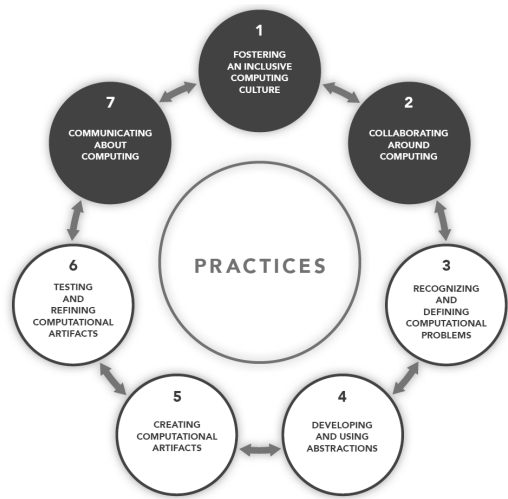 1
FOSTERING
AN INCLUSIVE
COMPUTING
CULTURE
2
COLLABORATING
AROUND
COMPUTING
3
RECOGNIZING
AND
DEFINING
COMPUTATIONAL
PROBLEMS
4
DEVELOPING
AND USING
ABSTRACTIONS
5
CREATING
COMPUTATIONAL
ARTIFACTS
6
TESTING
AND
REFINING
COMPUTATIONAL
ARTIFACTS
7
COMMUNICATING
ABOUT
COMPUTING
PRACTICES